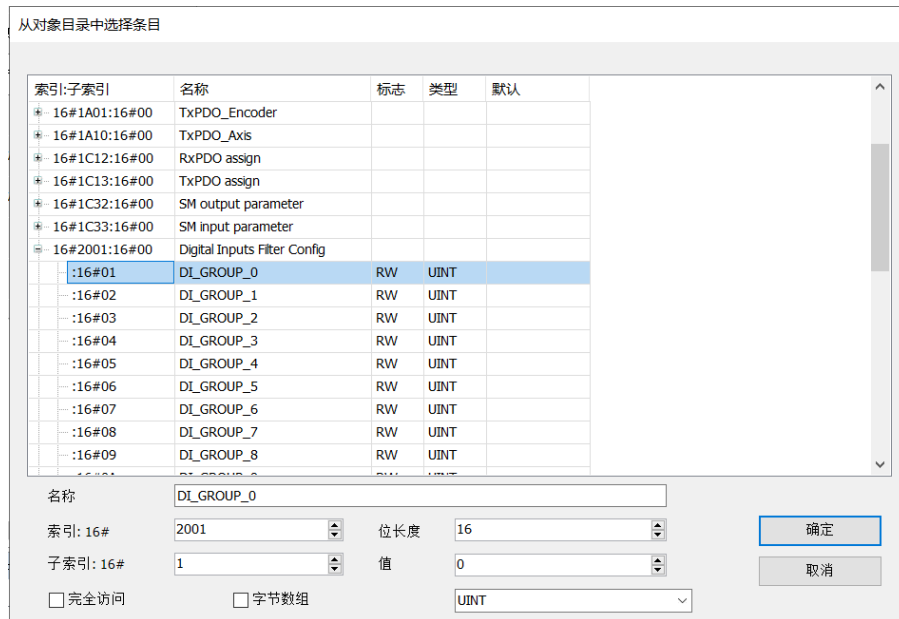 从对象目录中选择条目
索引:子索引 名称 标志 类型 默认
16#1A01:16#00 TxPDO_Encoder
16#1A10:16#00 TxPDO_Axis
16#1C12:16#00 RxPDO assign
16#1C13:16#00 TxPDO assign
16#1C32:16#00 SM output parameter
16#1C33:16#00 SM input parameter
16#2001:16#00 Digital Inputs Filter Config
:16#01 DI_GROUP_0 RW UINT
:16#02 DI_GROUP_1 RW UINT
:16#03 DI_GROUP_2 RW UINT
:16#04 DI_GROUP_3 RW UINT
:16#05 DI_GROUP_4 RW UINT
:16#06 DI_GROUP_5 RW UINT
:16#07 DI_GROUP_6 RW UINT
:16#08 DI_GROUP_7 RW UINT
:16#09 DI_GROUP_8 RW UINT
名称 DI_GROUP_0
索引: 16# 2001 位长度 16 确定
子索引: 16# 1 值 0 取消
完全访问 字节数组 UINT